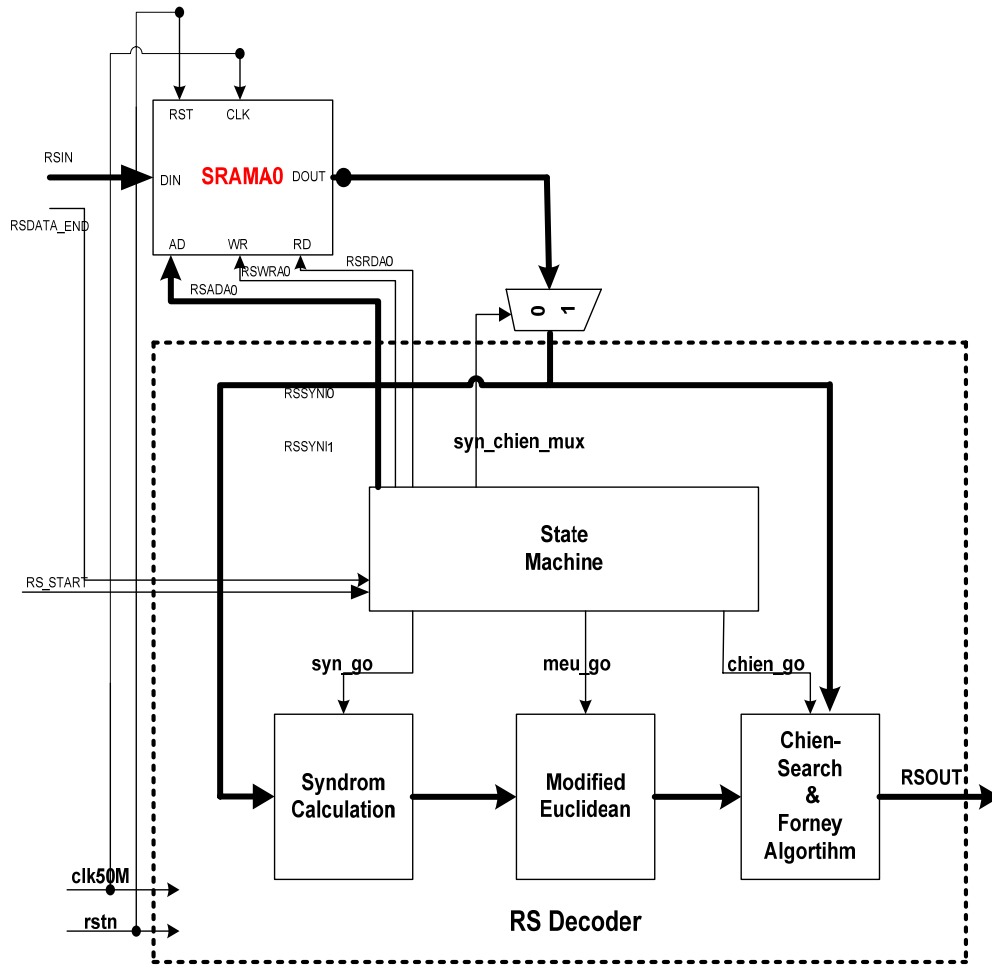 RST
CLK
RSIN
DIN
SRAMA0
DOUT
RSDATA_END
AD
WR
RD
RSRDA0
RSWRA0
RSADA0
0
1
RSSYNI0
RSSYNI1
syn_chien_mux
State
Machine
RS_START
syn_go
meu_go
chien_go
Syndrom
Calculation
Modified
Euclidean
Chien-
Search
&
Forney
Algortihm
RSOUT
clk50M
rstn
RS Decoder